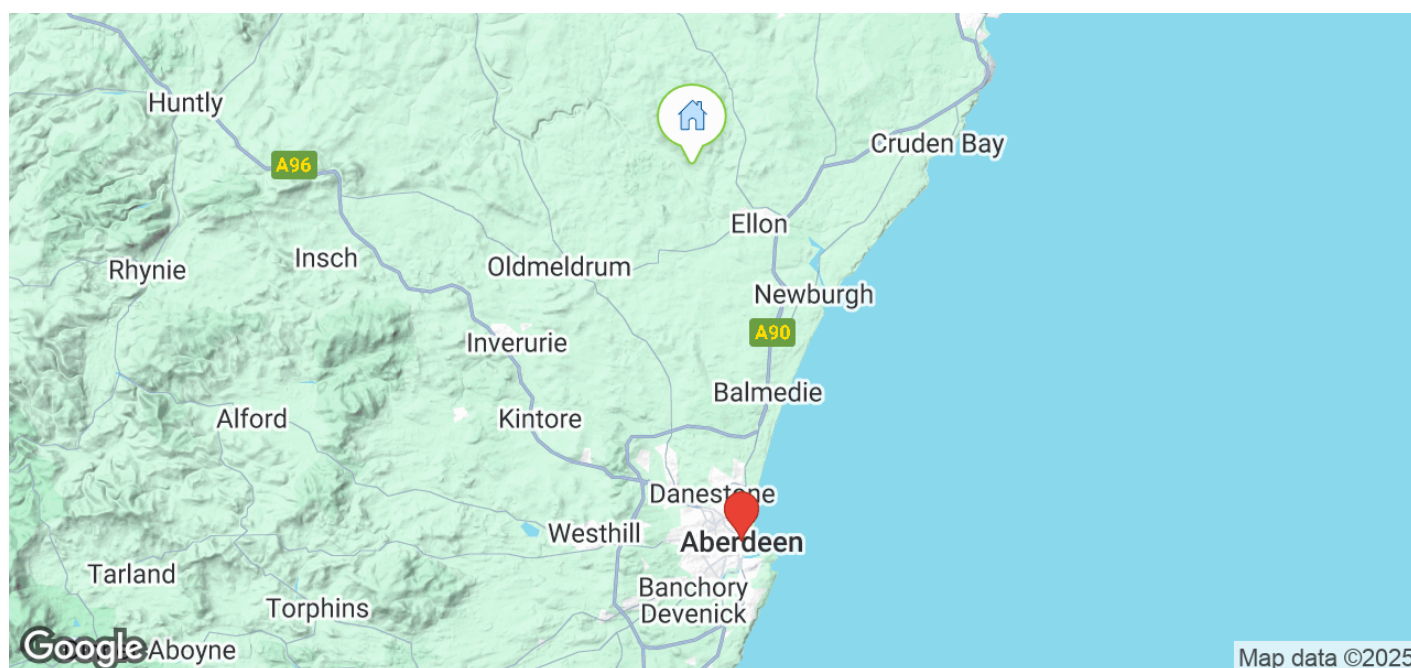 Huntly
Cruden Bay
A96
Ellon
Insch
Oldmeldrum
Rhynie
Newburgh
A90
Inverurie
Balmedie
Alford
Kintore
Danestone
Westhill
Aberdeen
Tarland
Banchory
Devenick
Torphins
Google
Aboyne
Map data ©2025